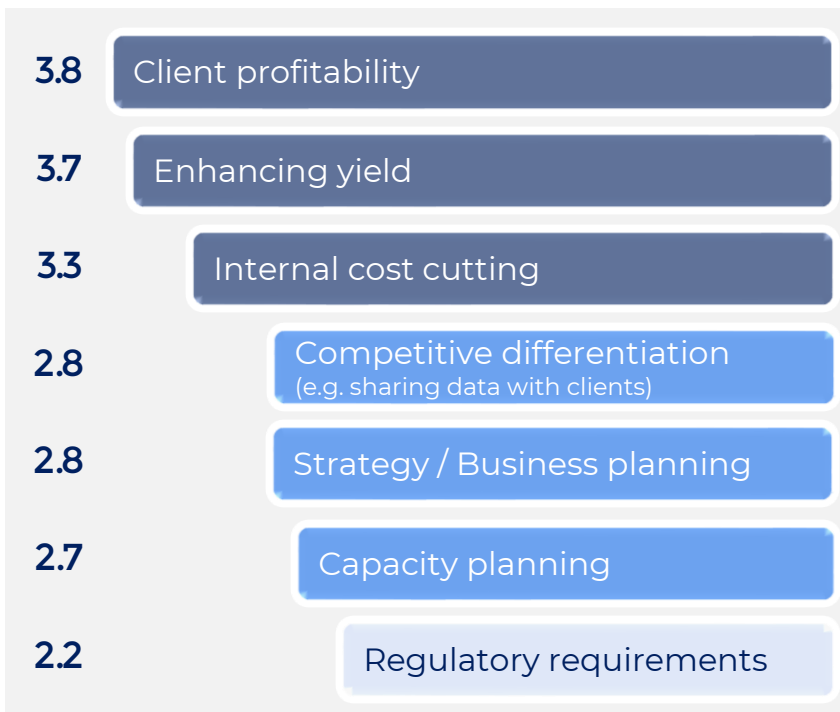 3.8 Client profitability
3.7 Enhancing yield
3.3 Internal cost cutting
2.8 Competitive differentiation
(e.g. sharing data with clients)
2.8 Strategy / Business planning
2.7 Capacity planning
2.2 Regulatory requirements